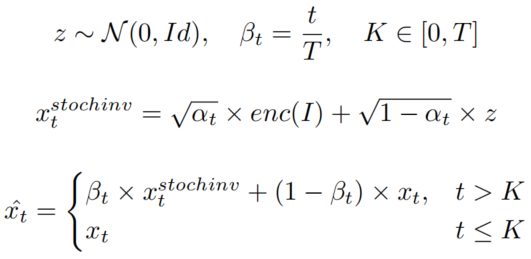 z ∼ 𝒩(0, Id), β_t = t/T, K ∈ [0, T]
x_t^{stochinv} = √α_t × enc(I) + √(1 − α_t) × z
x̂_t = { β_t × x_t^{stochinv} + (1 − β_t) × x_t, t > K
x_t t ≤ K